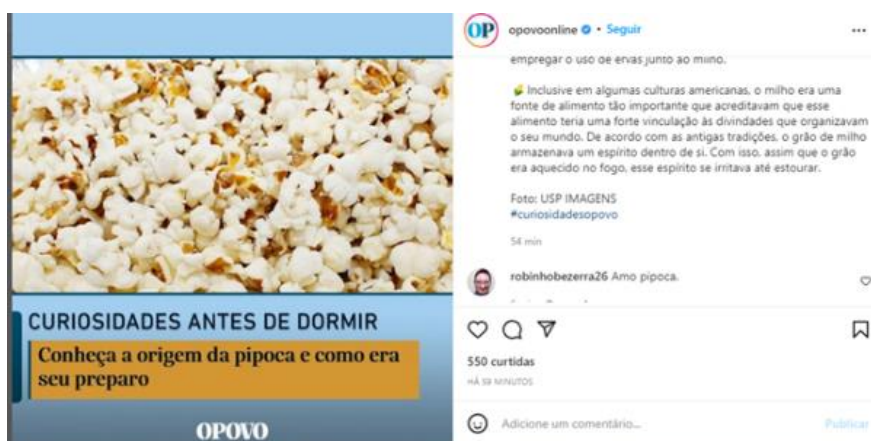 CURIOSIDADES ANTES DE DORMIR
Conheça a origem da pipoca e como era
seu preparo
OPOVO
OP
opovoonline • Seguir
empregar o uso de ervas junto ao milho.
Inclusive em algumas culturas americanas, o milho era uma
fonte de alimento tão importante que acreditavam que esse
alimento teria uma forte vinculação às divindades que organizavam
o seu mundo. De acordo com as antigas tradições, o grão de milho
armazenava um espírito dentro de si. Com isso, assim que o grão
era aquecido no fogo, esse espírito se irritava até estourar.
Foto: USP IMAGENS
#curiosidadesopovo
54 min
robinhobezerra26 Amo pipoca.
550 curtidas
HÁ 59 MINUTOS
Adicione um comentário...
Publicar